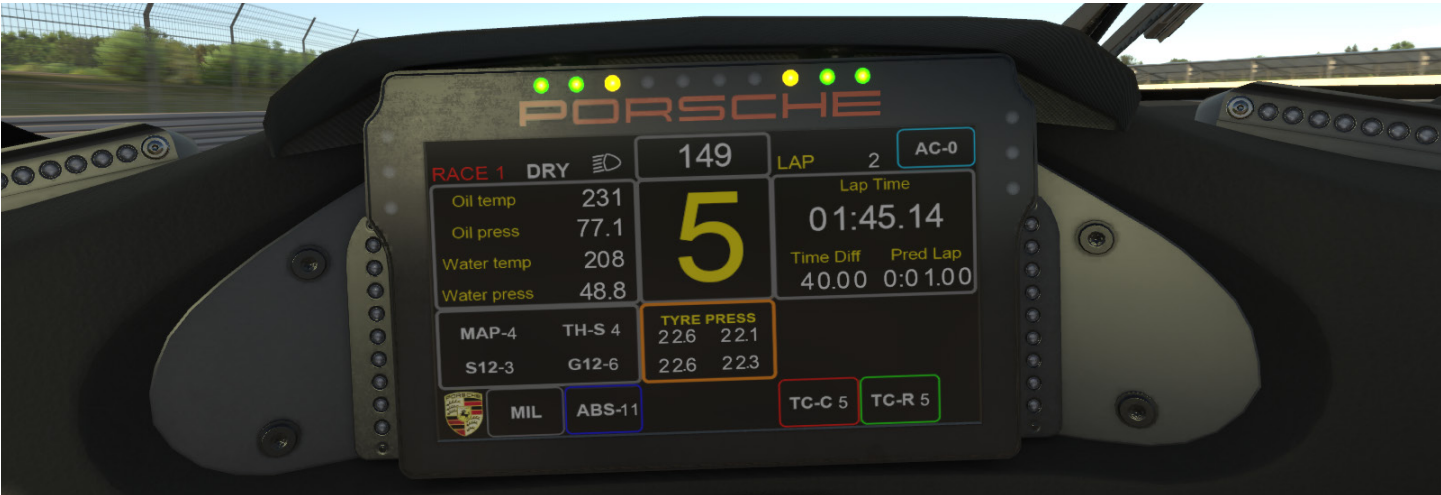 PORSCHE
RACE 1 DRY 149 LAP 2 AC-0
Oil temp 231
Oil press 77.1
Water temp 208
Water press 48.8
5
Lap Time
01:45.14
Time Diff Pred Lap
40.00 0:01.00
MAP-4 TH-S 4
S12-3 G12-6
TYRE PRESS
22.6 22.1
22.6 22.3
MIL ABS-11 TC-C 5 TC-R 5